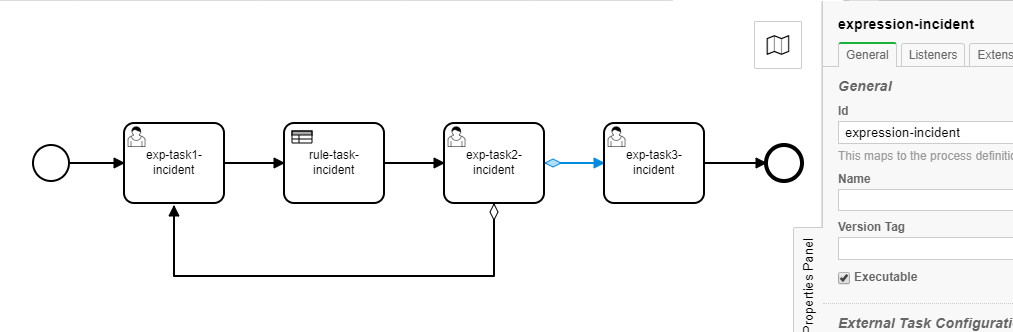 exp-task1-
incident
rule-task-
incident
exp-task2-
incident
exp-task3-
incident
Properties Panel
expression-incident
General
Listeners
Extens
General
Id
expression-incident
This maps to the process definitic
Name
Version Tag
Executable
External Task Configurati